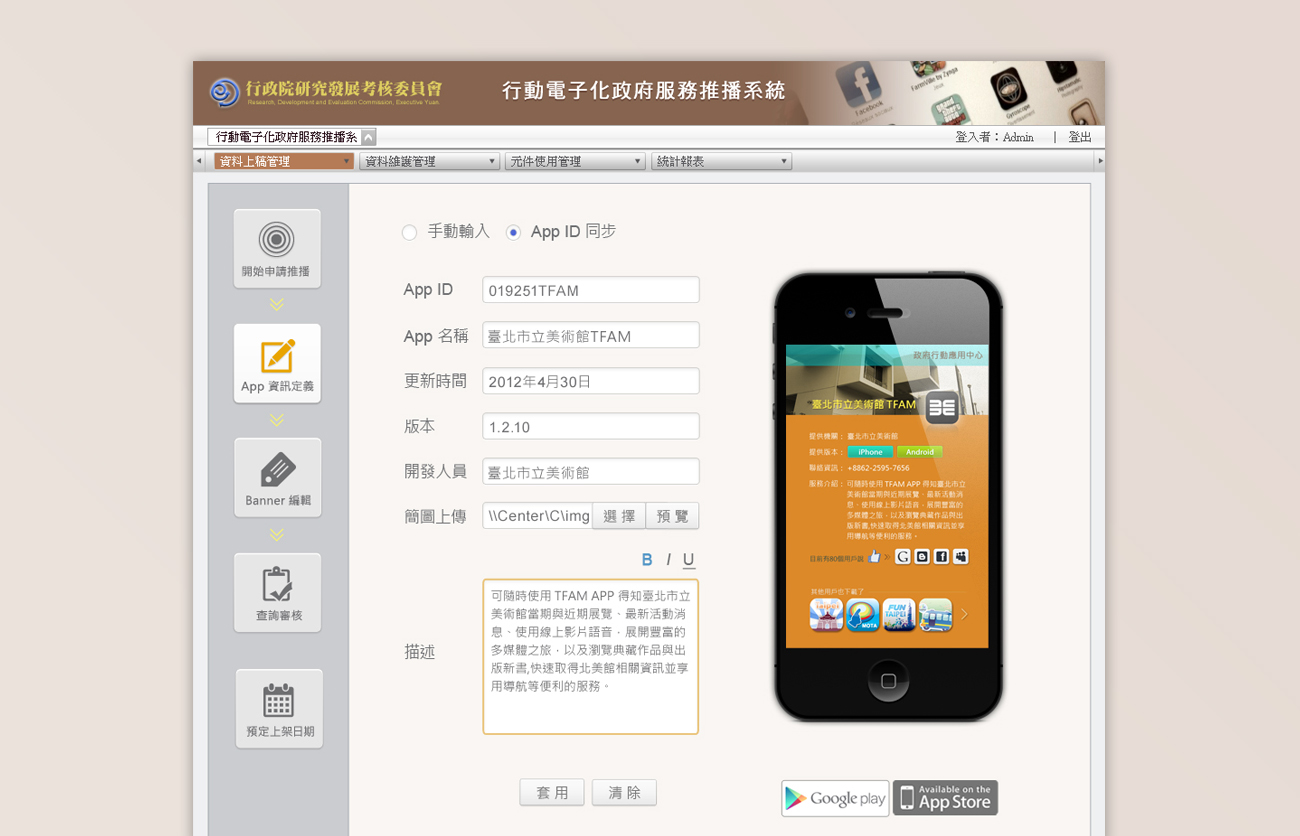 行政院研究發展考核委員會
Research, Development and Evaluation Commission, Executive Yuan.
行動電子化政府服務推播系統
Facebook
FarmVille by Zynga
Gyroscope
行動電子化政府服務推播系
登入者：Admin | 登出
資料上稿管理 資料維護管理 元件使用管理 統計報表
開始申請推播
App 資訊定義
Banner 編輯
查詢審核
預定上架日期
手動輸入 App ID 同步
App ID 019251TFAM
App 名稱 臺北市立美術館TFAM
更新時間 2012年4月30日
版本 1.2.10
開發人員 臺北市立美術館
簡圖上傳 \\Center\C\img 選擇 預覽
B I U
描述
可隨時使用 TFAM APP 得知臺北市立
美術館當期與近期展覽、最新活動消
息、使用線上影片語音，展開豐富的
多媒體之旅，以及瀏覽典藏作品與出
版新書,快速取得北美館相關資訊並享
用導航等便利的服務。
套用 清除
政府行動應用中心
臺北市立美術館 TFAM
提供機關： 臺北市立美術館
提供版本： iPhone Android
聯絡資訊： +8862-2595-7656
服務介紹： 可隨時使用 TFAM APP 得知臺北市立
美術館當期與近期展覽、最新活動消
息、使用線上影片語音，展開豐富的
多媒體之旅，以及瀏覽典藏作品與出
版新書,快速取得北美館相關資訊並享
用導航等便利的服務。
目前有80個用戶說
其他用戶也下載了
MOTA
FUN
TAIPEI
Google play
Available on the
App Store